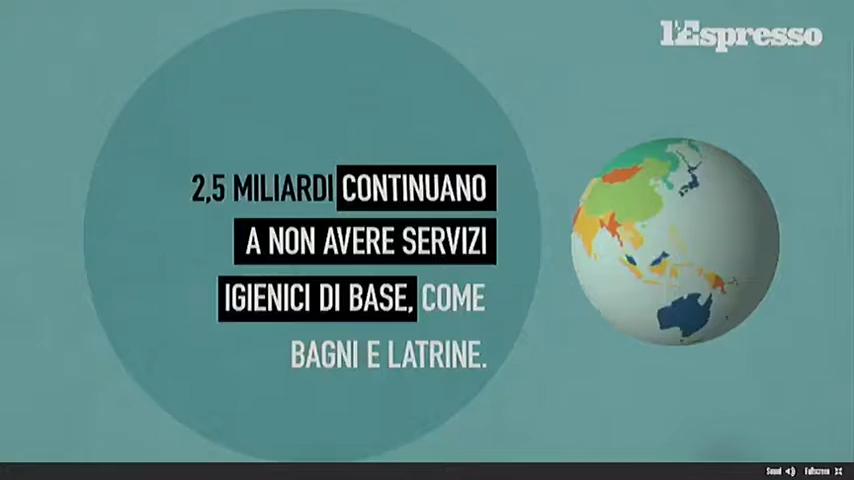 l'Espresso
2,5 MILIARDI CONTINUANO
A NON AVERE SERVIZI
IGIENICI DI BASE, COME
BAGNI E LATRINE.
Sound Fullscreen